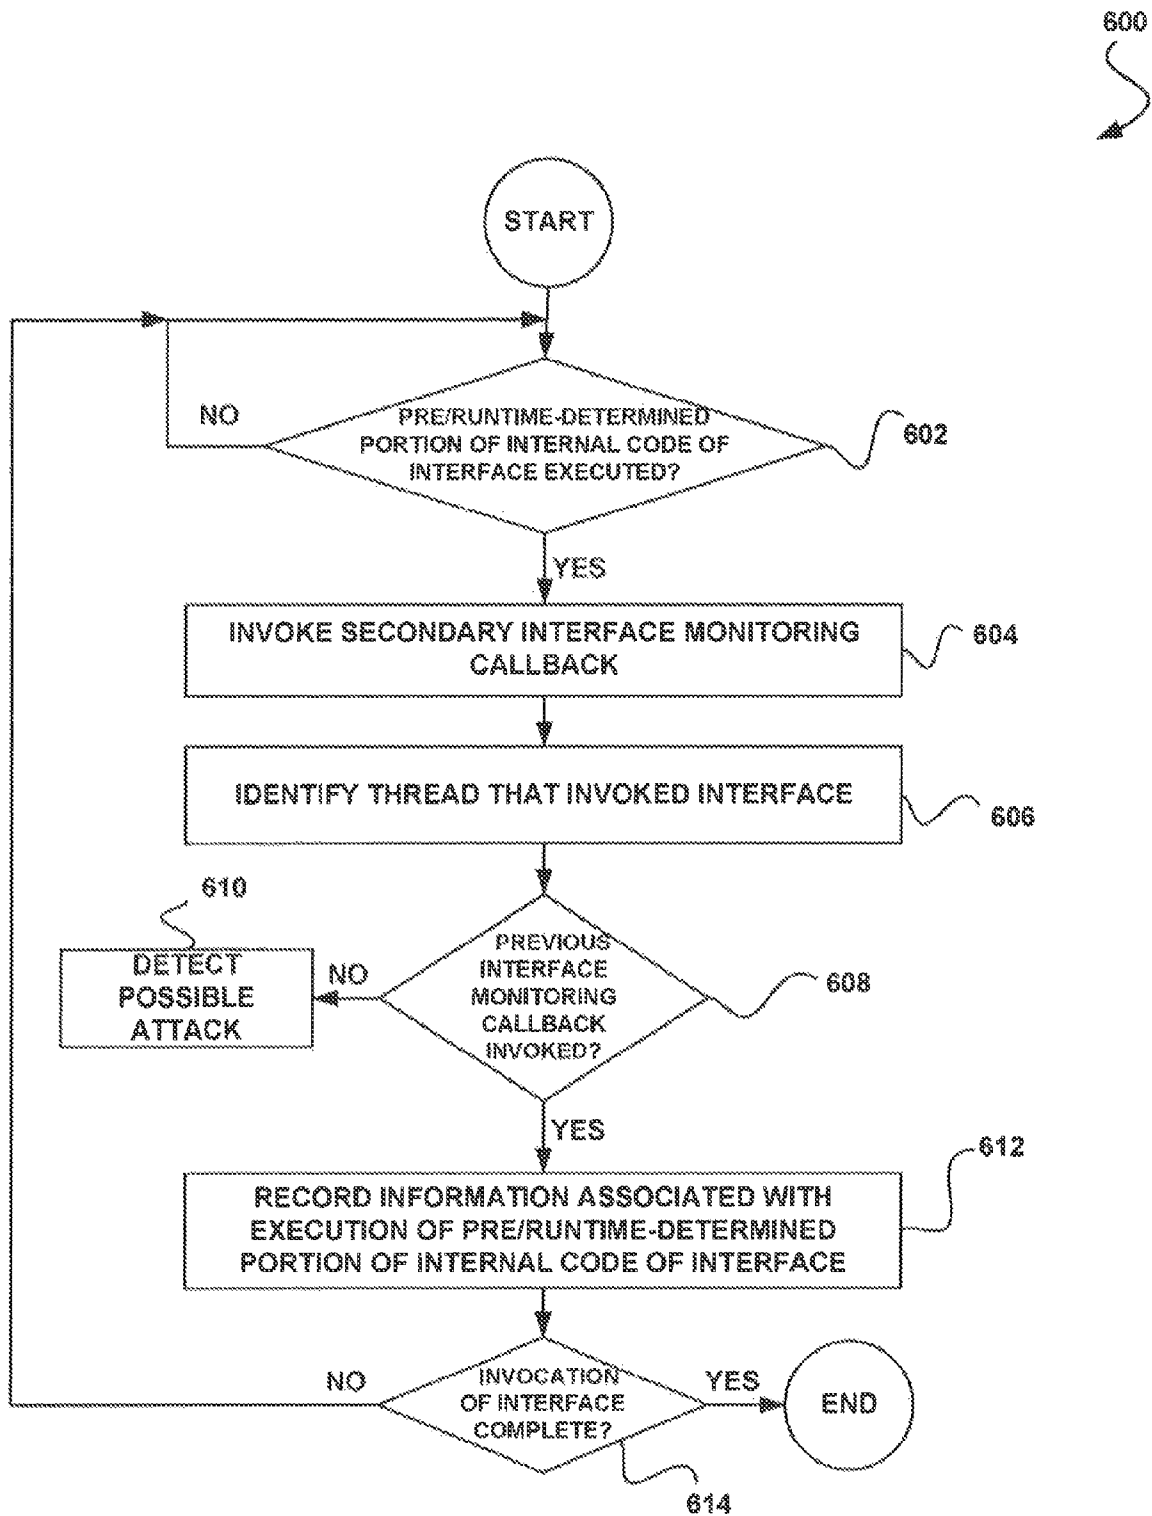 600
START
NO
PRE/RUNTIME-DETERMINED
PORTION OF INTERNAL CODE OF
INTERFACE EXECUTED?
602
YES
INVOKE SECONDARY INTERFACE MONITORING
CALLBACK
604
IDENTIFY THREAD THAT INVOKED INTERFACE
606
610
DETECT
POSSIBLE
ATTACK
NO
PREVIOUS
INTERFACE
MONITORING
CALLBACK
INVOKED?
608
YES
RECORD INFORMATION ASSOCIATED WITH
EXECUTION OF PRE/RUNTIME-DETERMINED
PORTION OF INTERNAL CODE OF INTERFACE
612
NO
INVOCATION
OF INTERFACE
COMPLETE?
YES
END
614